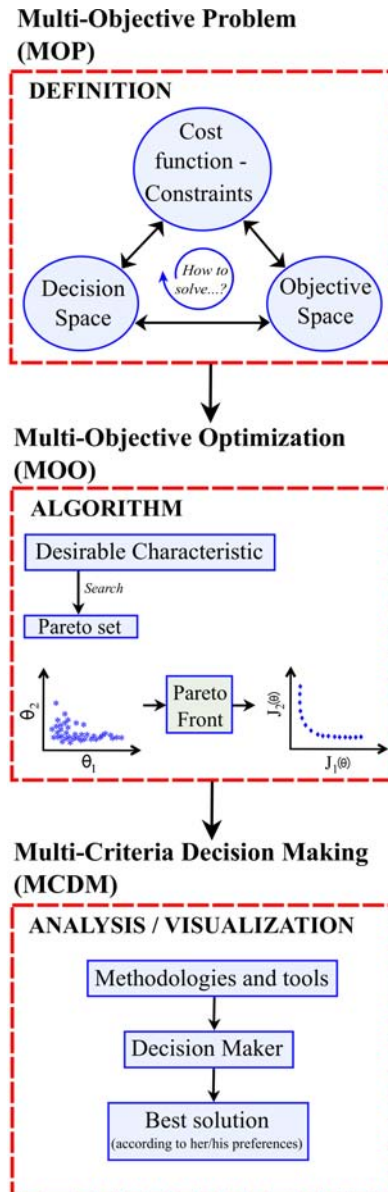 Multi-Objective Problem
(MOP)
DEFINITION
Cost
function -
Constraints
How to
solve...?
Decision
Space
Objective
Space
Multi-Objective Optimization
(MOO)
ALGORITHM
Desirable Characteristic
Search
Pareto set
θ2
θ1
Pareto
Front
J2(θ)
J1(θ)
Multi-Criteria Decision Making
(MCDM)
ANALYSIS / VISUALIZATION
Methodologies and tools
Decision Maker
Best solution
(according to her/his preferences)